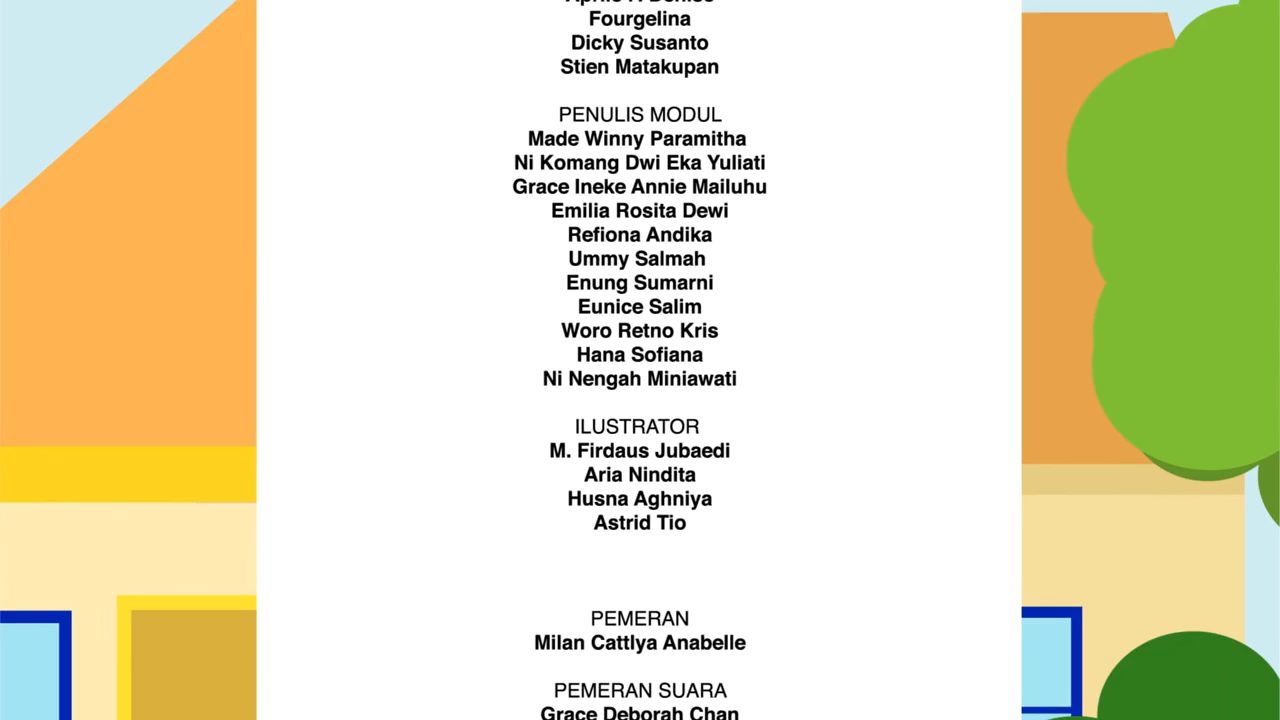 Fourgelina
Dicky Susanto
Stien Matakupan
PENULIS MODUL
Made Winny Paramitha
Ni Komang Dwi Eka Yuliati
Grace Ineke Annie Mailuhu
Emilia Rosita Dewi
Refiona Andika
Ummy Salmah
Enung Sumarni
Eunice Salim
Woro Retno Kris
Hana Sofiana
Ni Nengah Miniawati
ILUSTRATOR
M. Firdaus Jubaedi
Aria Nindita
Husna Aghniya
Astrid Tio
PEMERAN
Milan Cattlya Anabelle
PEMERAN SUARA
Grace Deborah Chan